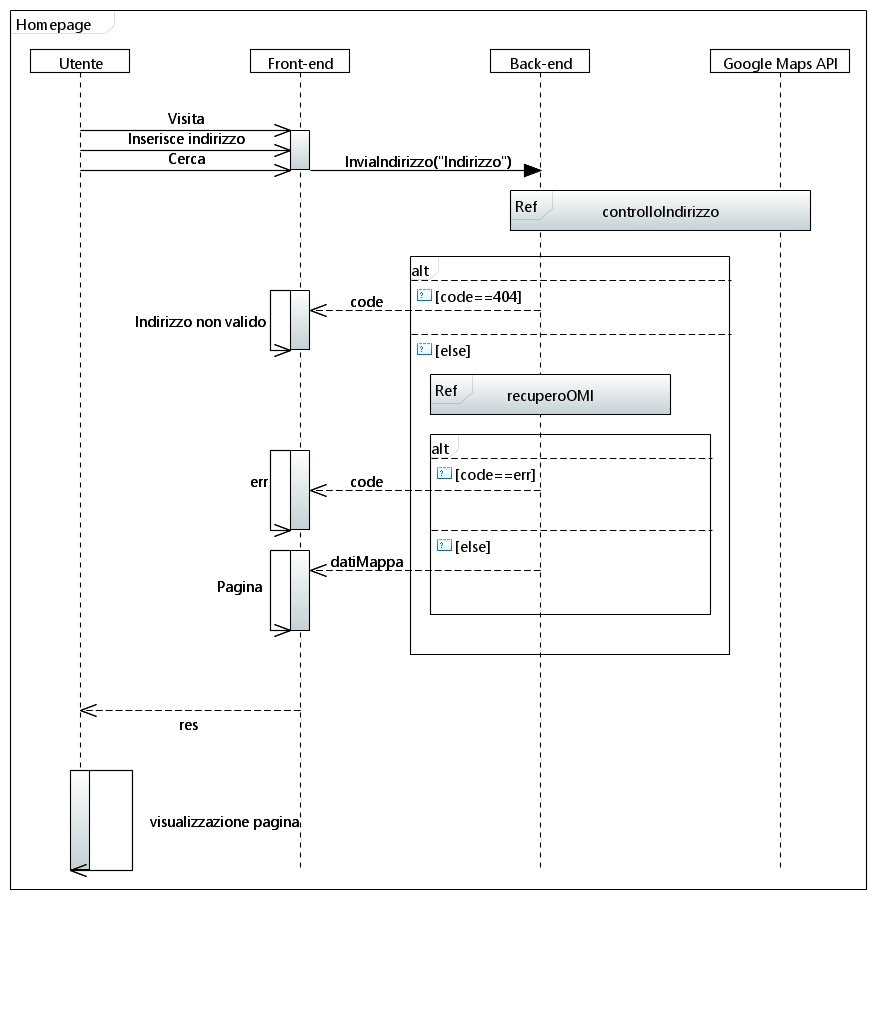 Homepage
Utente
Front-end
Back-end
Google Maps API
Visita
Inserisce indirizzo
Cerca
InviaIndirizzo("Indirizzo")
Ref
controlloIndirizzo
alt
? [code==404]
code
Indirizzo non valido
? [else]
Ref
recuperoOMI
alt
? [code==err]
err
code
? [else]
datiMappa
Pagina
res
visualizzazione pagina